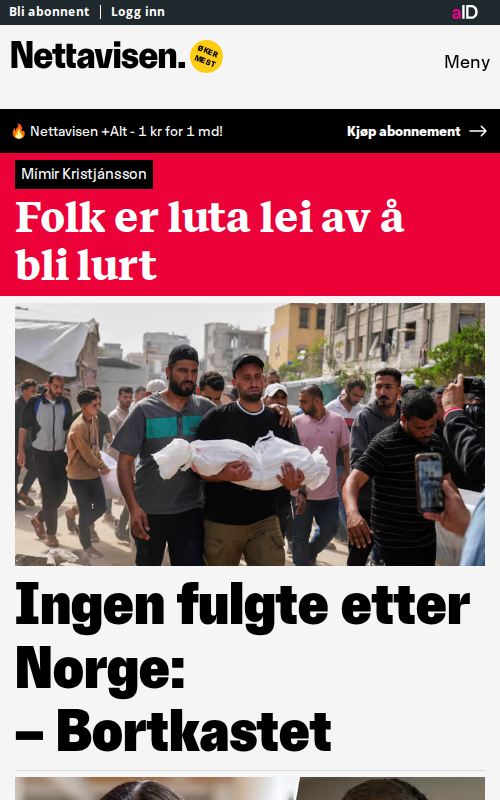 Bli abonnent
Logg inn
aID
Nettavisen.
ØKER
MEST
Meny
🔥 Nettavisen +Alt - 1 kr for 1 md!
Kjøp abonnement →
Mímir Kristjánsson
Folk er luta lei av å
bli lurt
Ingen fulgte etter
Norge:
– Bortkastet